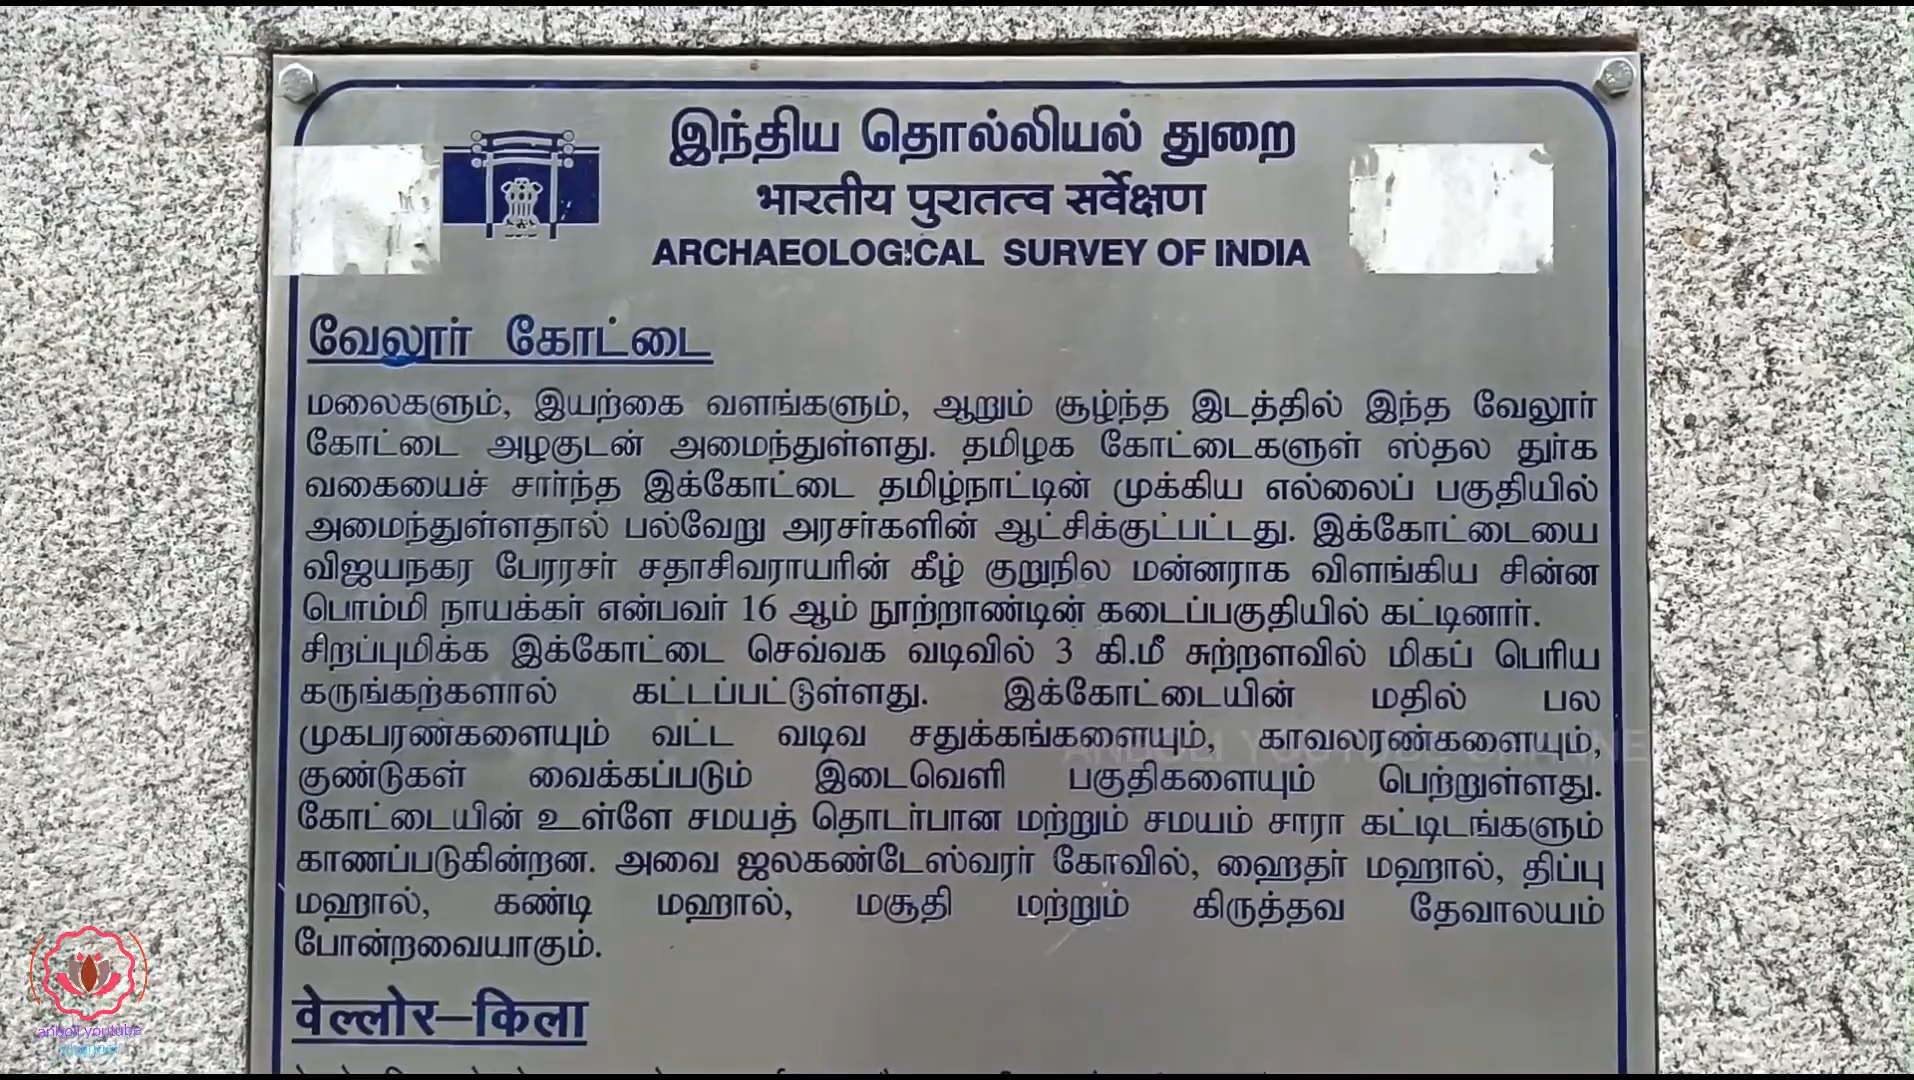 இந்திய தொல்லியல் துறை
भारतीय पुरातत्व सर्वेक्षण
ARCHAEOLOGICAL SURVEY OF INDIA
வேலூர் கோட்டை
மலைகளும், இயற்கை வளங்களும், ஆறும் சூழ்ந்த இடத்தில் இந்த வேலூர்
கோட்டை அழகுடன் அமைந்துள்ளது. தமிழக கோட்டைகளுள் ஸ்தல துர்க
வகையைச் சார்ந்த இக்கோட்டை தமிழ்நாட்டின் முக்கிய எல்லைப் பகுதியில்
அமைந்துள்ளதால் பல்வேறு அரசர்களின் ஆட்சிக்குட்பட்டது. இக்கோட்டையை
விஜயநகர பேரரசர் சதாசிவராயரின் கீழ் குறுநில மன்னராக விளங்கிய சின்ன
பொம்மி நாயக்கர் என்பவர் 16 ஆம் நூற்றாண்டின் கடைப்பகுதியில் கட்டினார்.
சிறப்புமிக்க இக்கோட்டை செவ்வக வடிவில் 3 கி.மீ சுற்றளவில் மிகப் பெரிய
கருங்கற்களால் கட்டப்பட்டுள்ளது. இக்கோட்டையின் மதில் பல
முகபரண்களையும் வட்ட வடிவ சதுக்கங்களையும், காவலரண்களையும்,
குண்டுகள் வைக்கப்படும் இடைவெளி பகுதிகளையும் பெற்றுள்ளது.
கோட்டையின் உள்ளே சமயத் தொடர்பான மற்றும் சமயம் சாரா கட்டிடங்களும்
காணப்படுகின்றன. அவை ஜலகண்டேஸ்வரர் கோவில், ஹைதர் மஹால், திப்பு
மஹால், கண்டி மஹால், மசூதி மற்றும் கிருத்தவ தேவாலயம்
போன்றவையாகும்.
वेल्लोर-किला
ANBOLI YOUTUBE CHANNE
anboli youtube